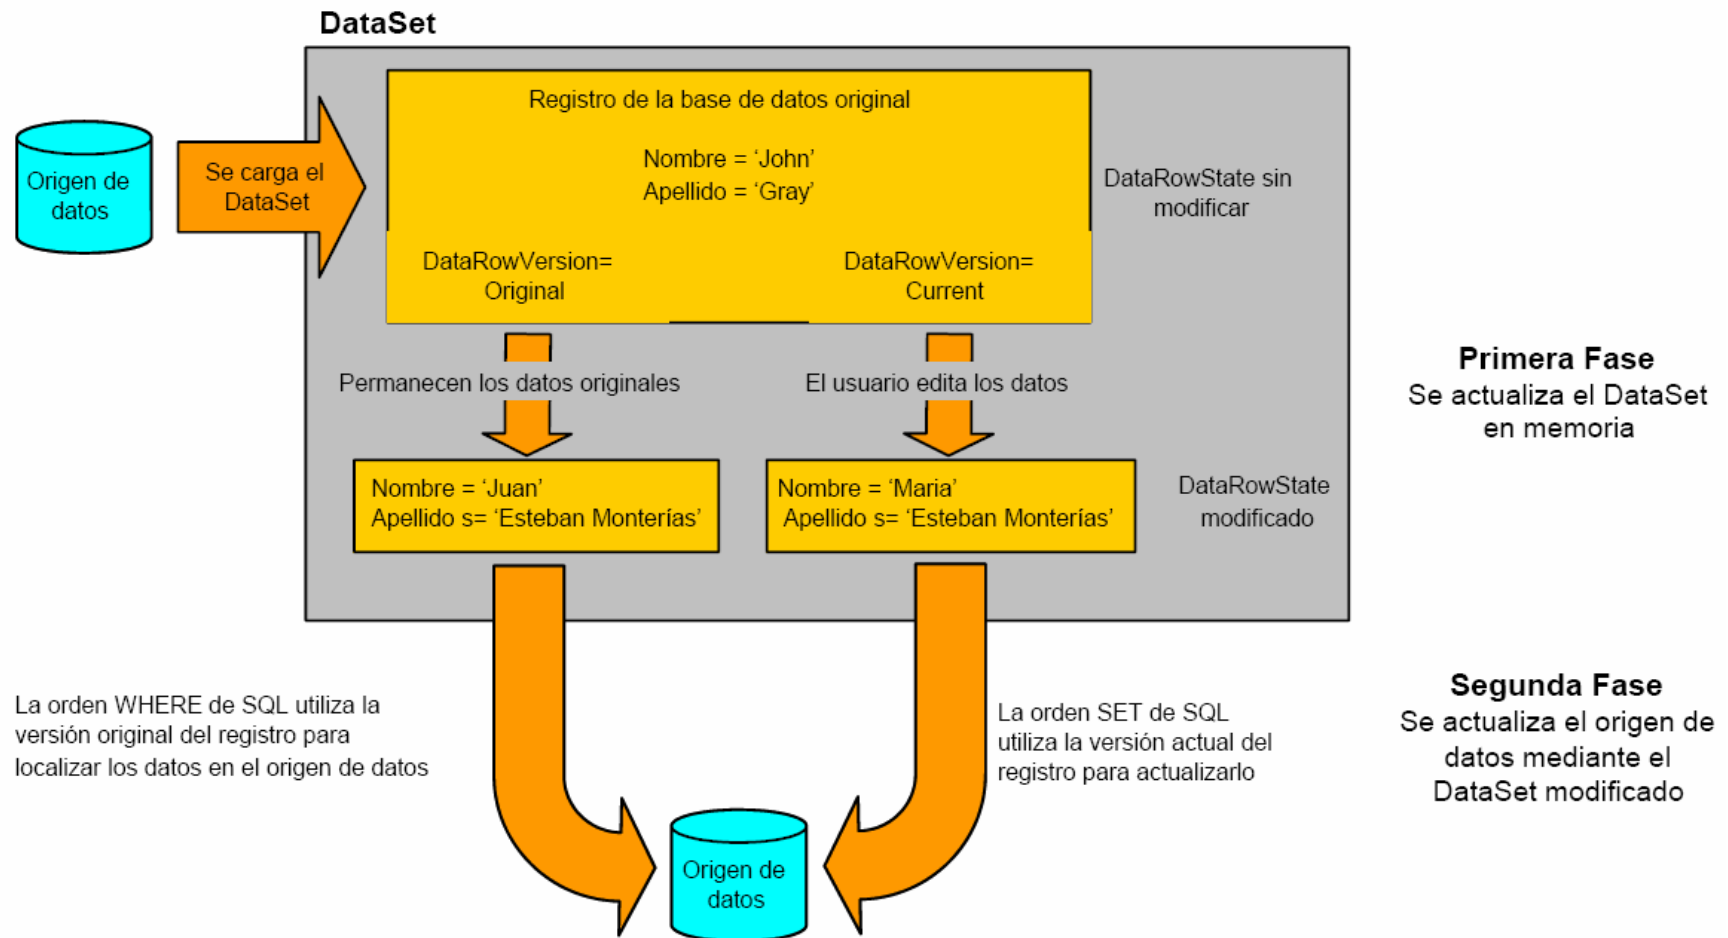 DataSet
Registro de la base de datos original
Nombre = ‘John’
Apellido = ‘Gray’
Origen de
datos
Se carga el
DataSet
DataRowState sin
modificar
DataRowVersion=
Original
DataRowVersion=
Current
Permanecen los datos originales
El usuario edita los datos
Primera Fase
Se actualiza el DataSet
en memoria
Nombre = ‘Juan’
Apellido s= ‘Esteban Monterías’
Nombre = ‘Maria’
Apellido s= ‘Esteban Monterías’
DataRowState
modificado
La orden WHERE de SQL utiliza la
versión original del registro para
localizar los datos en el origen de datos
La orden SET de SQL
utiliza la versión actual del
registro para actualizarlo
Segunda Fase
Se actualiza el origen de
datos mediante el
DataSet modificado
Origen de
datos